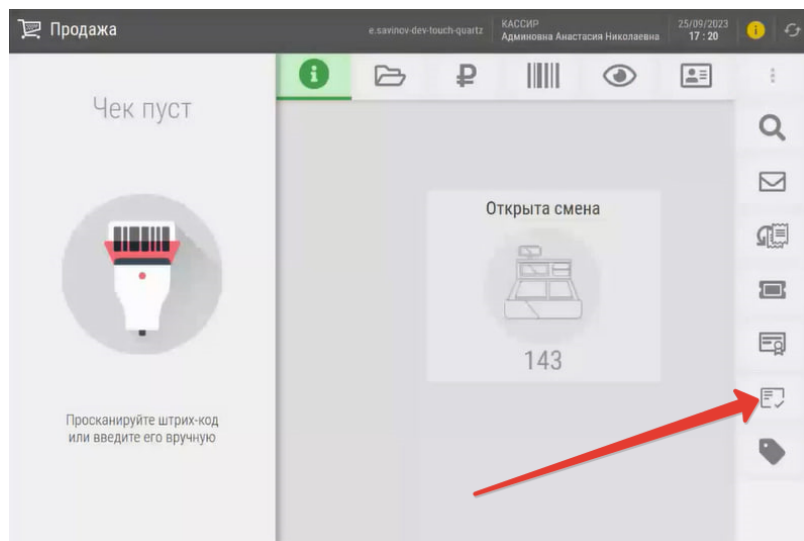 Продажа
e.savinov-dev-touch-quartz
КАССИР
Админовна Анастасия Николаевна
25/09/2023
17 : 20
Чек пуст
Открыта смена
143
Просканируйте штрих-код
или введите его вручную